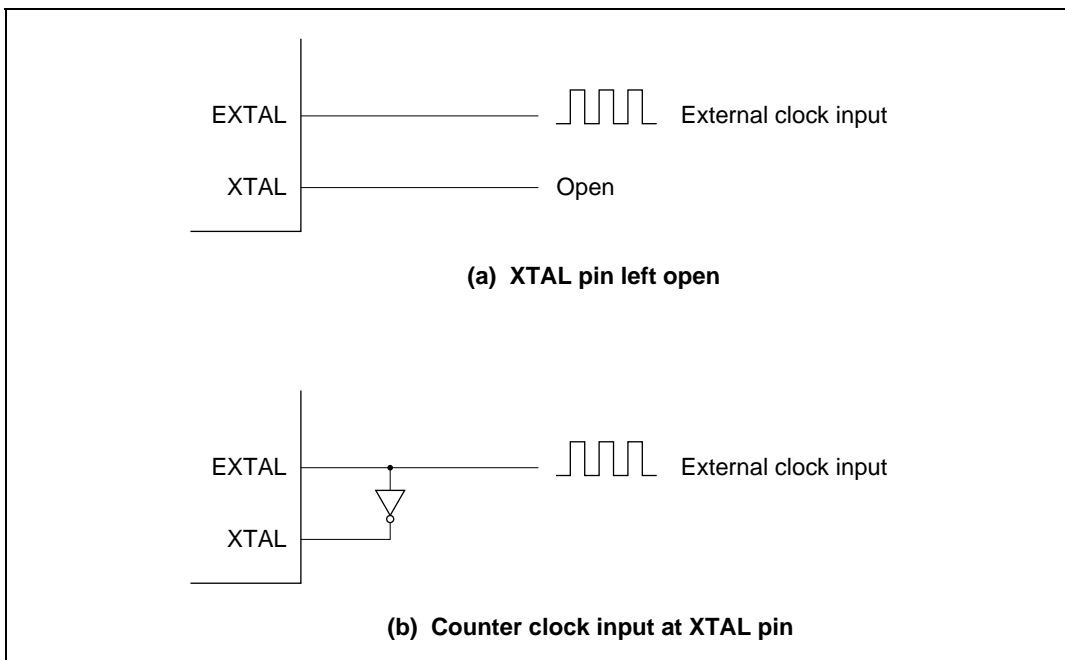 EXTAL
External clock input
XTAL
Open
(a) XTAL pin left open
EXTAL
External clock input
XTAL
(b) Counter clock input at XTAL pin